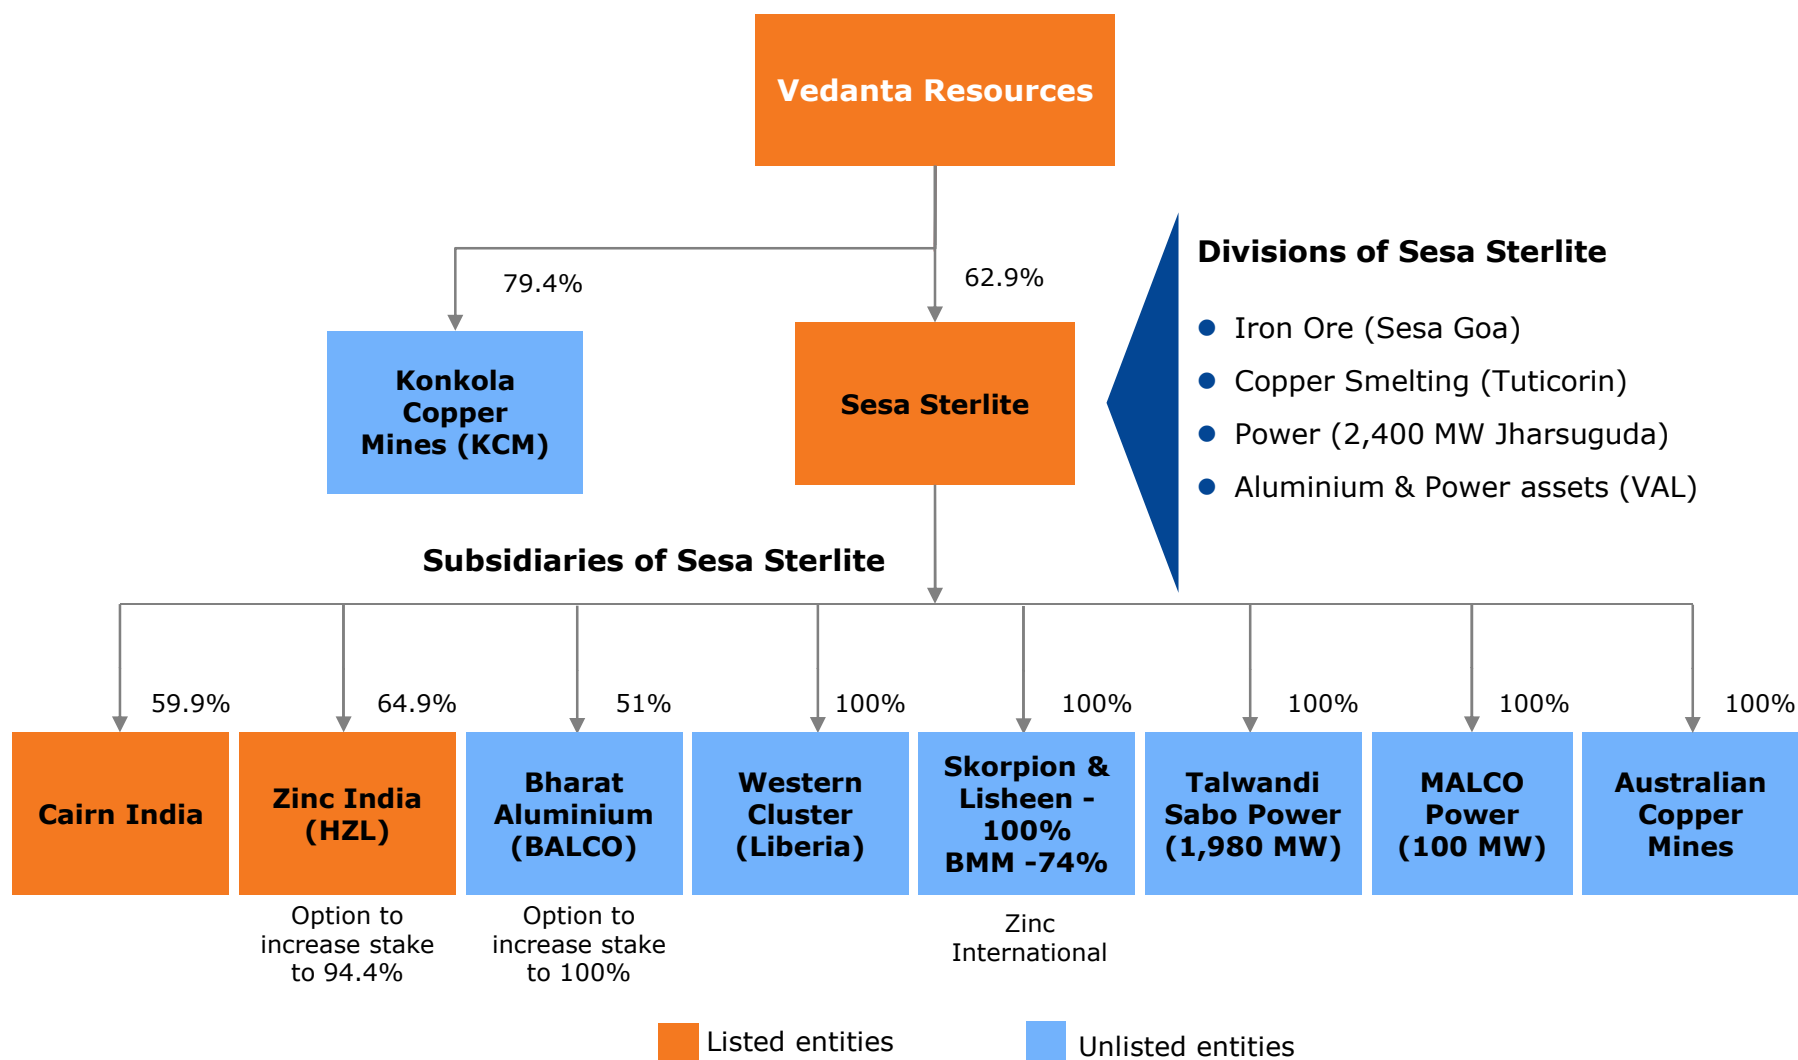 Vedanta Resources
Divisions of Sesa Sterlite
79.4%
62.9%
Iron Ore (Sesa Goa)
Copper Smelting (Tuticorin)
Power (2,400 MW Jharsuguda)
Aluminium & Power assets (VAL)
Konkola
Copper
Mines (KCM)
Sesa Sterlite
Subsidiaries of Sesa Sterlite
59.9%
64.9%
51%
100%
100%
100%
100%
100%
Cairn India
Zinc India
(HZL)
Bharat
Aluminium
(BALCO)
Western
Cluster
(Liberia)
Skorpion &
Lisheen -
100%
BMM -74%
Talwandi
Sabo Power
(1,980 MW)
MALCO
Power
(100 MW)
Australian
Copper
Mines
Option to
increase stake
to 94.4%
Option to
increase stake
to 100%
Zinc
International
Listed entities
Unlisted entities